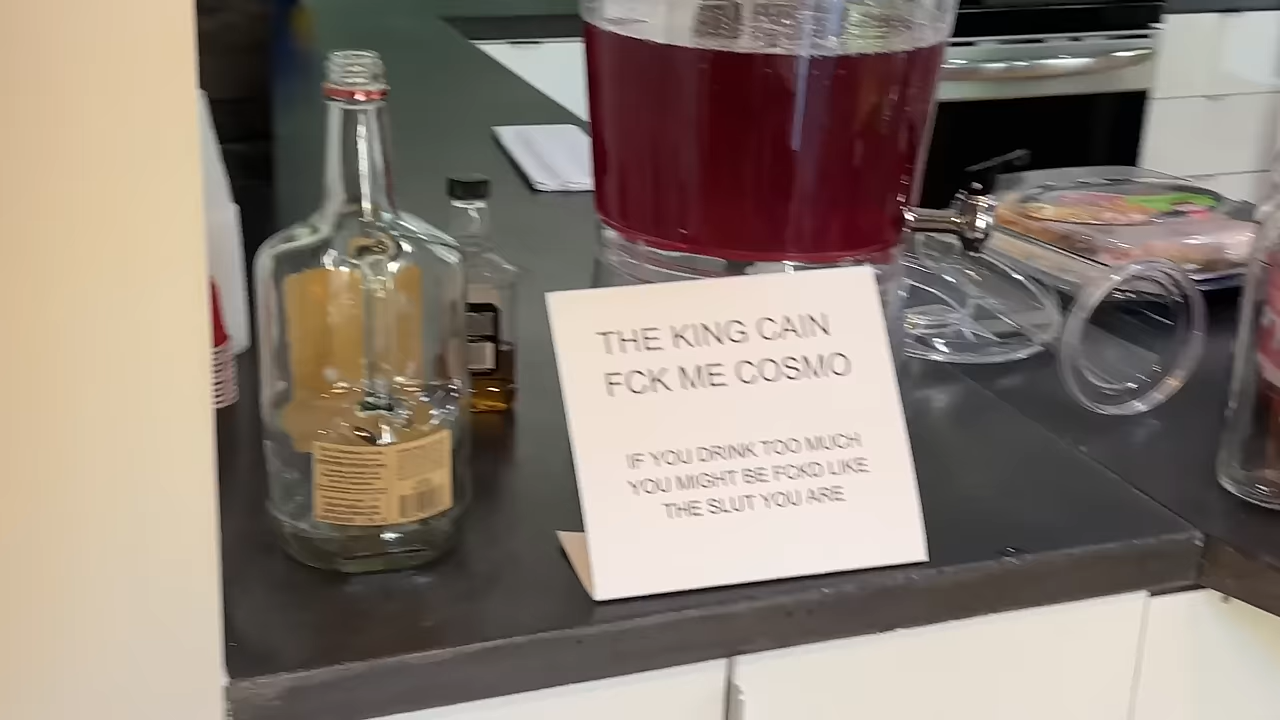 THE KING CAIN
FCK ME COSMO
IF YOU DRINK TOO MUCH
YOU MIGHT BE FCKD LIKE
THE SLUT YOU ARE